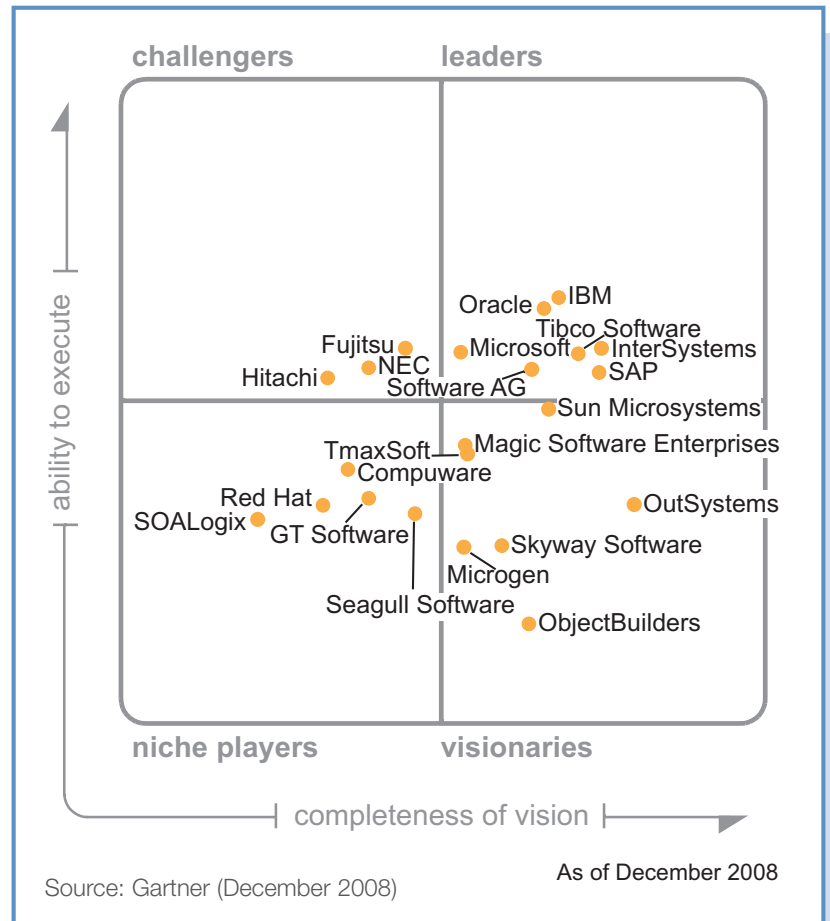 challengers
leaders
ability to execute
IBM
Oracle
Tibco Software
Fujitsu
Microsoft
InterSystems
NEC
SAP
Hitachi
Software AG
Sun Microsystems
Magic Software Enterprises
TmaxSoft
Compuware
Red Hat
OutSystems
SOALogix
GT Software
Skyway Software
Microgen
Seagull Software
ObjectBuilders
niche players
visionaries
completeness of vision
As of December 2008
Source: Gartner (December 2008)